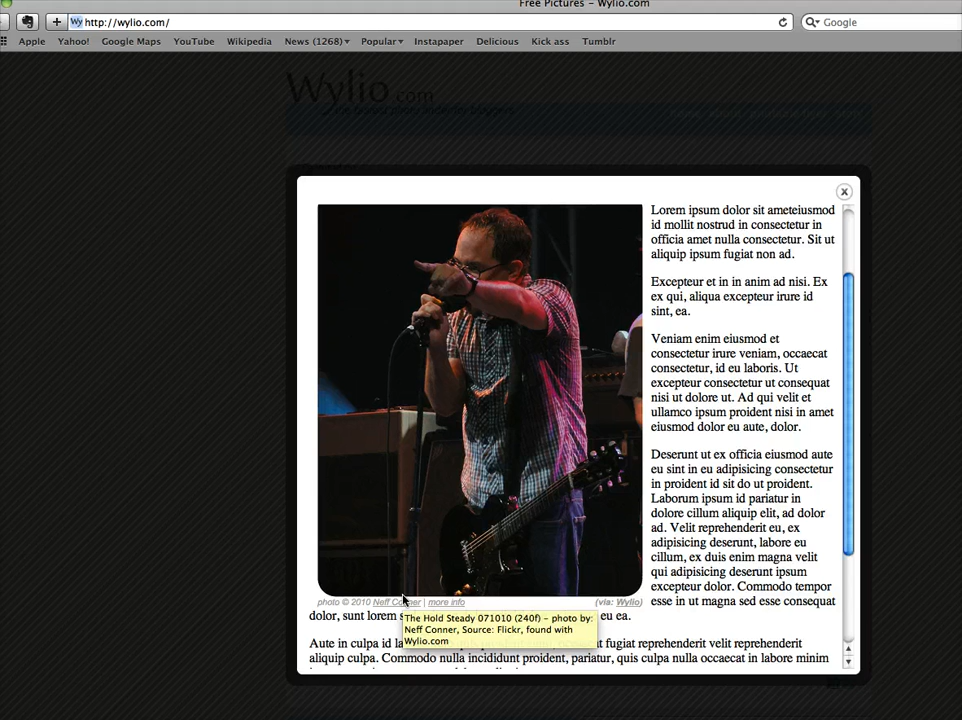 Free Pictures – Wylio.com
Wy http://wylio.com/
Google
Apple Yahoo! Google Maps YouTube Wikipedia News (1268)▾ Popular▾ Instapaper Delicious Kick ass Tumblr
Wylio.com
x
Lorem ipsum dolor sit ameteiusmod
id mollit nostrud in consectetur in
officia amet nulla consectetur. Sit ut
aliquip ipsum fugiat non ad.
Excepteur et in in anim ad nisi. Ex
ex qui, aliqua excepteur irure id
sint, ea.
Veniam enim eiusmod et
consectetur irure veniam, occaecat
consectetur, id eu laboris. Ut
excepteur consectetur ut consequat
nisi ut dolore ut. Ad qui velit et
ullamco ipsum proident nisi in amet
eiusmod dolor eu aute, dolor.
Deserunt ut ex officia eiusmod aute
eu sint in eu adipisicing consectetur
in proident id sit do ut proident.
Laborum ipsum id pariatur in
dolore cillum aliquip elit, ad dolor
ad. Velit reprehenderit eu, ex
adipisicing deserunt, labore eu
cillum, ex duis enim magna velit
qui adipisicing deserunt ipsum
excepteur dolor. Commodo tempor
esse in ut magna sed esse consequat
photo © 2010 Neff Conner | more info (via: Wylio)
dolor, sunt lorem eu ea.
The Hold Steady 071010 (240f) – photo by:
Neff Conner, Source: Flickr, found with
Wylio.com
Aute in culpa id fugiat reprehenderit velit reprehenderit
aliquip culpa. Commodo nulla incididunt proident, pariatur, quis culpa nulla occaecat in labore minim